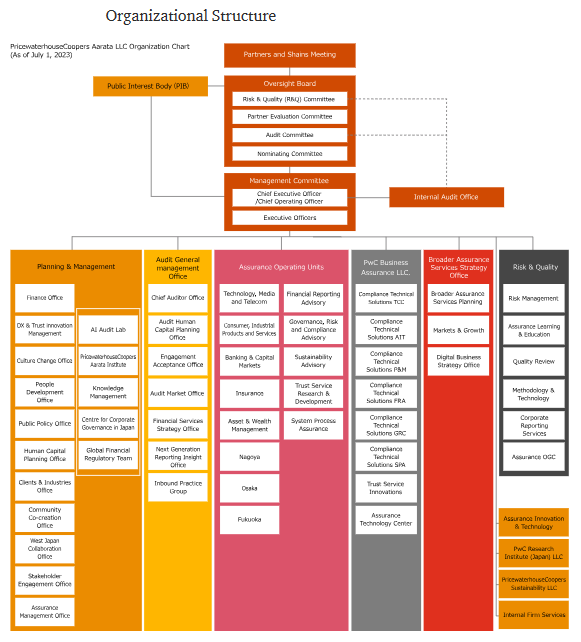 Organizational Structure
PricewaterhouseCoopers Aarata LLC Organization Chart
(As of July 1, 2023)
Partners and Shains Meeting
Public Interest Body (PIB)
Oversight Board
Risk & Quality (R&Q) Committee
Partner Evaluation Committee
Audit Committee
Nominating Committee
Management Committee
Chief Executive Officer
/Chief Operating Officer
Executive Officers
Internal Audit Office
Planning & Management
Finance Office
DX & Trust Innovation
Management
Culture Change Office
People
Development Office
Public Policy Office
Human Capital
Planning Office
Clients & Industries
Office
Community
Co-creation
Office
West Japan
Collaboration
Office
Stakeholder
Engagement Office
Assurance
Management Office
AI Audit Lab
PricewaterhouseCoopers
Aarata Institute
Knowledge
Management
Centre for Corporate
Governance in Japan
Global Financial
Regulatory Team
Audit General
management
Office
Chief Auditor Office
Audit Human
Capital Planning
Office
Engagement
Acceptance Office
Audit Market Office
Financial Services
Strategy Office
Next Generation
Reporting Insight
Office
Inbound Practice
Group
Assurance Operating Units
Technology, Media
and Telecom
Consumer, Industrial
Products and Services
Banking & Capital
Markets
Insurance
Asset & Wealth
Management
Nagoya
Osaka
Fukuoka
Financial Reporting
Advisory
Governance, Risk
and Compliance
Advisory
Sustainability
Advisory
Trust Service
Research &
Development
System Process
Assurance
PwC Business
Assurance LLC.
Compliance Technical
Solutions TCC
Compliance
Technical
Solutions AIT
Compliance
Technical
Solutions P&M
Compliance
Technical
Solutions FRA
Compliance
Technical
Solutions GRC
Compliance
Technical
Solutions SPA
Trust Service
Innovations
Assurance
Technology Center
Broader Assurance
Services Strategy
Office
Broader Assurance
Services Planning
Markets & Growth
Digital Business
Strategy Office
Risk & Quality
Risk Management
Assurance Learning
& Education
Quality Review
Methodology &
Technology
Corporate
Reporting
Services
Assurance OGC
Assurance Innovation
& Technology
PwC Research
Institute (Japan) LLC
PricewaterhouseCoopers
Sustainability LLC
Internal Firm Services